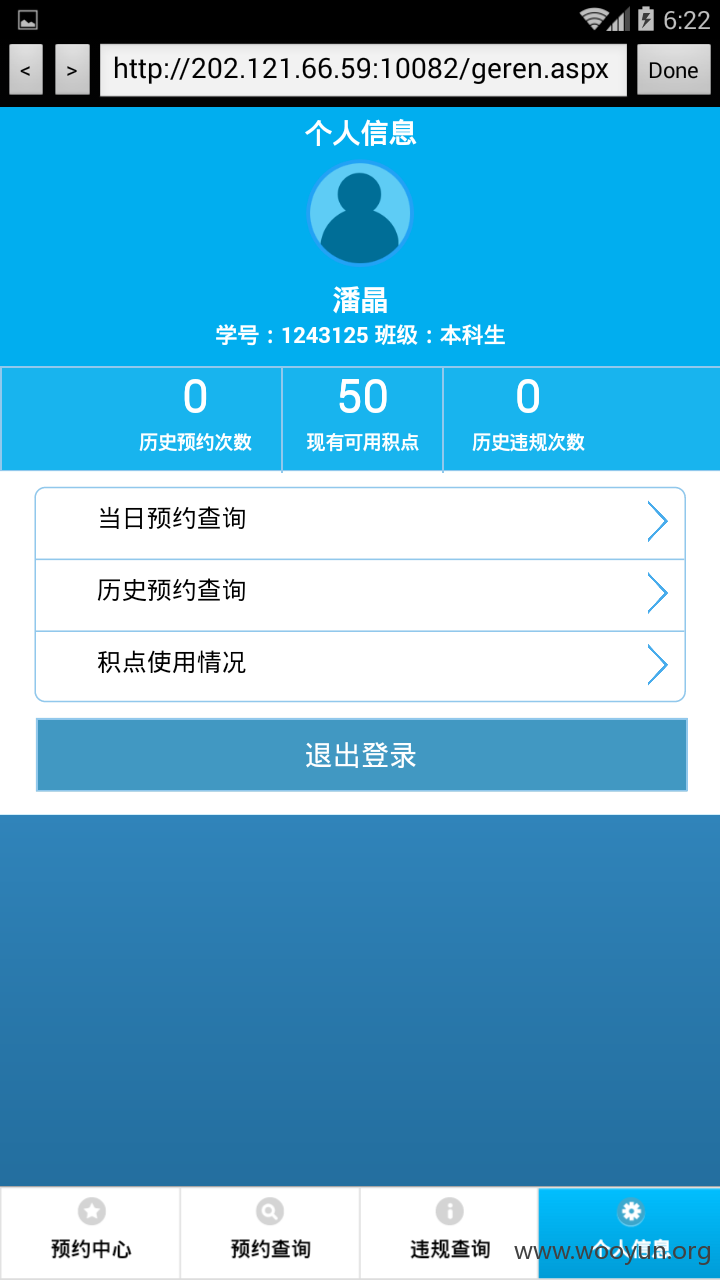 6:22
< > http://202.121.66.59:10082/geren.aspx Done
个人信息
潘晶
学号：1243125 班级：本科生
0 50 0
历史预约次数 现有可用积点 历史违规次数
当日预约查询
历史预约查询
积点使用情况
退出登录
预约中心 预约查询 违规查询 个人信息
www.wooyun.org